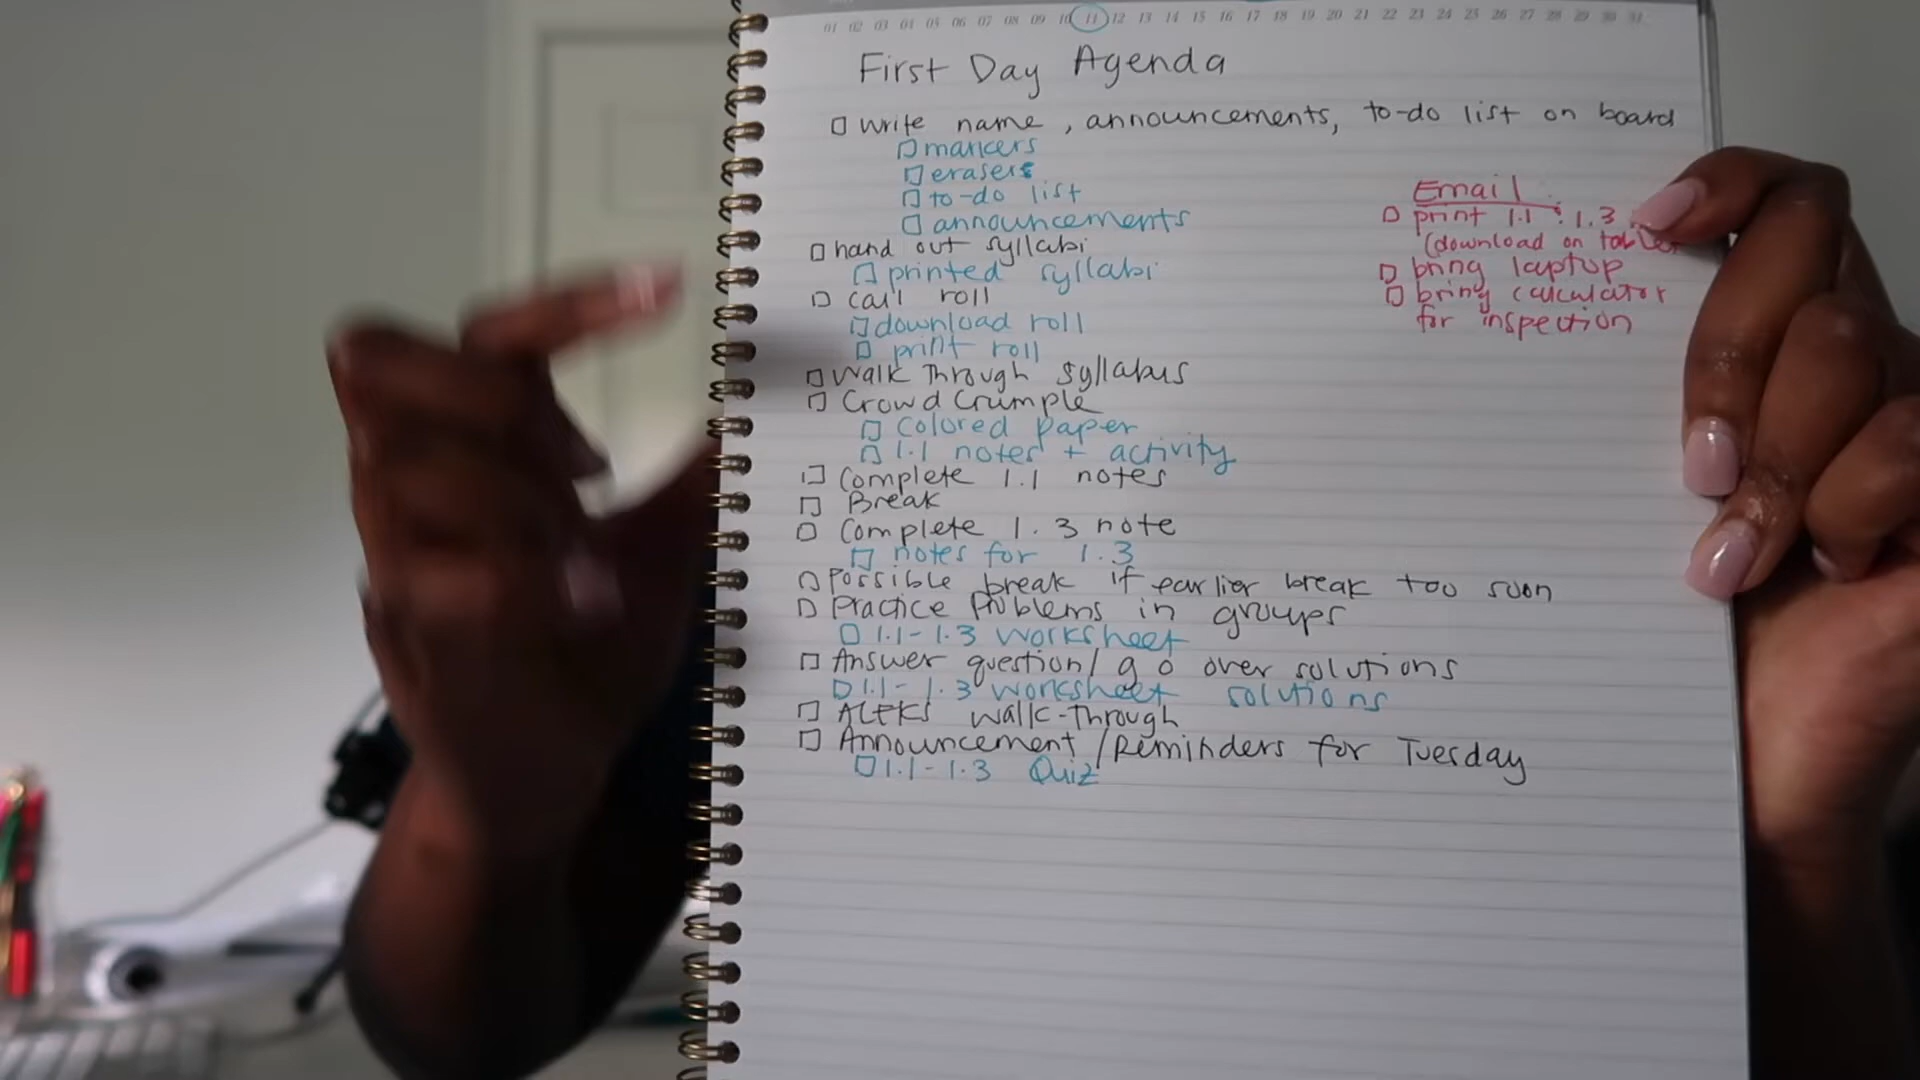 01 02 03 04 05 06 07 08 09 10 11 12 13 14 15 16 17 18 19 20 21 22 23 24 25 26 27 28 29 30 31
First Day Agenda
write name, announcements, to-do list on board
markers
erasers
to-do list
announcements
hand out syllabi
printed syllabi
call roll
download roll
print roll
Walk Through syllabus
Crowd Crumple
colored paper
1.1 notes + activity
Complete 1.1 notes
Break
Complete 1.3 note
notes for 1.3
Possible break if earlier break too soon
Practice Problems in groups
1.1-1.3 worksheet
Answer question/ go over solutions
1.1-1.3 worksheet solutions
ALEKS walk-Through
Announcement/Reminders for Tuesday
1.1-1.3 Quiz
Email:
print 1.1 : 1.3
(download on
bring laptop
bring calculator
for inspection